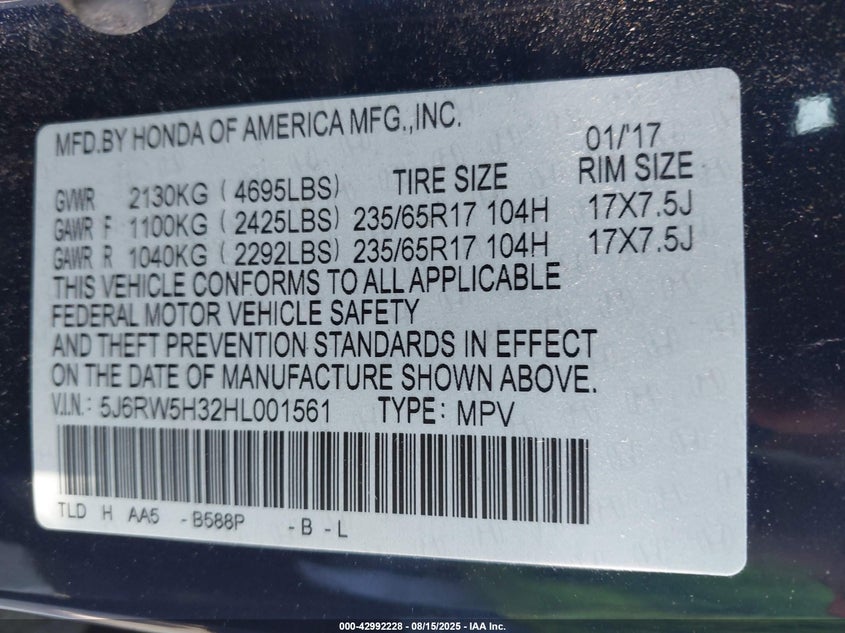 MFD.BY HONDA OF AMERICA MFG.,INC.
01/'17
GVWR 2130KG ( 4695LBS) TIRE SIZE RIM SIZE
GAWR F 1100KG ( 2425LBS) 235/65R17 104H 17X7.5J
GAWR R 1040KG ( 2292LBS) 235/65R17 104H 17X7.5J
THIS VEHICLE CONFORMS TO ALL APPLICABLE
FEDERAL MOTOR VEHICLE SAFETY
AND THEFT PREVENTION STANDARDS IN EFFECT
ON THE DATE OF MANUFACTURE SHOWN ABOVE.
V.I.N: 5J6RW5H32HL001561 TYPE: MPV
TLD H AA5 -B588P -B -L
000-42992228 - 08/15/2025 - IAA Inc.